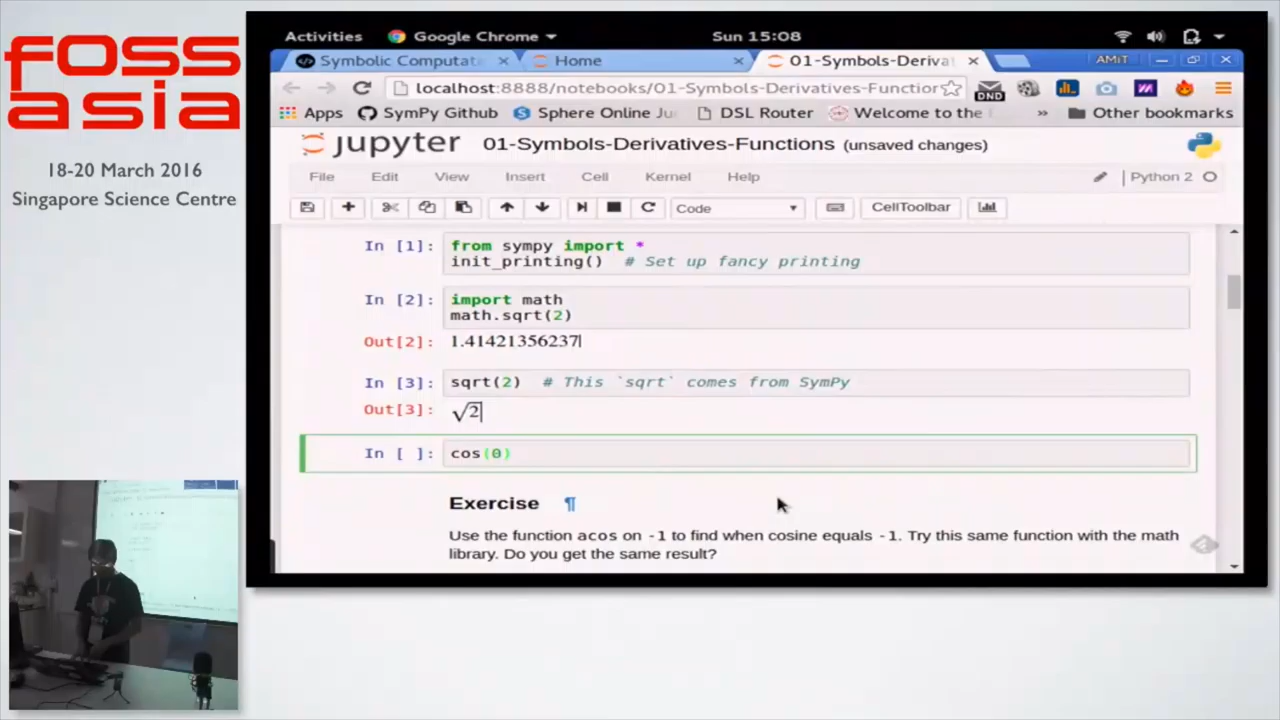 foss
asia
18-20 March 2016
Singapore Science Centre
Activities Google Chrome Sun 15:08
Symbolic Computat Home 01-Symbols-Deriva AMIT
localhost:8888/notebooks/01-Symbols-Derivatives-Function DND
Apps SymPy Github Sphere Online Ju DSL Router Welcome to the » Other bookmarks
jupyter 01-Symbols-Derivatives-Functions (unsaved changes)
File Edit View Insert Cell Kernel Help Python 2
Code CellToolbar
In [1]: from sympy import *
init_printing() # Set up fancy printing
In [2]: import math
math.sqrt(2)
Out[2]: 1.41421356237
In [3]: sqrt(2) # This `sqrt` comes from SymPy
Out[3]: √2
In [ ]: cos(0)
Exercise ¶
Use the function acos on -1 to find when cosine equals -1. Try this same function with the math
library. Do you get the same result?